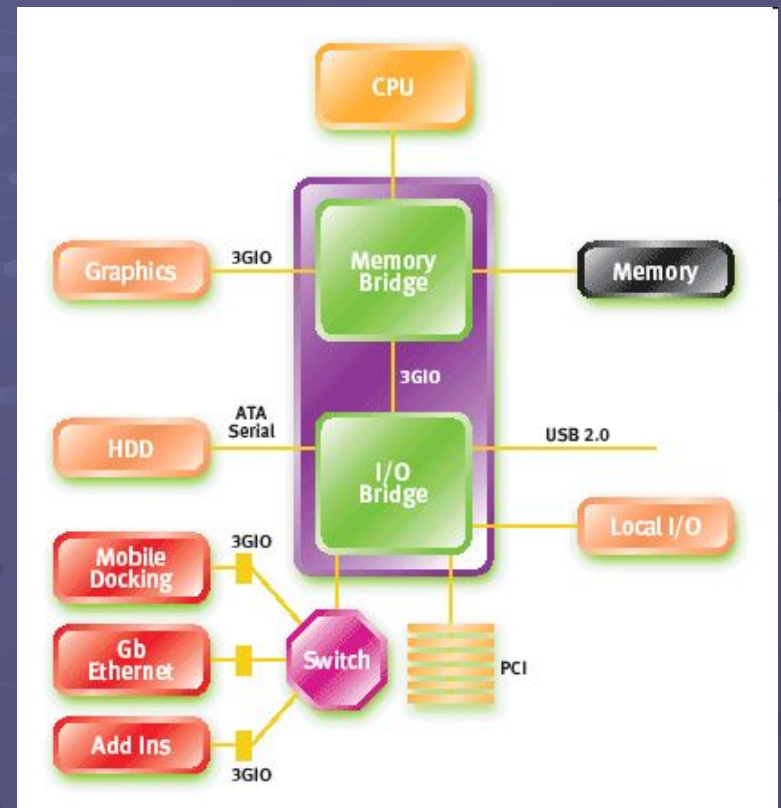 CPU
3GIO
Graphics
Memory
Bridge
Memory
3GIO
ATA
Serial
HDD
I/O
Bridge
USB 2.0
Local I/O
3GIO
Mobile
Docking
Gb
Ethernet
Switch
PCI
Add Ins
3GIO